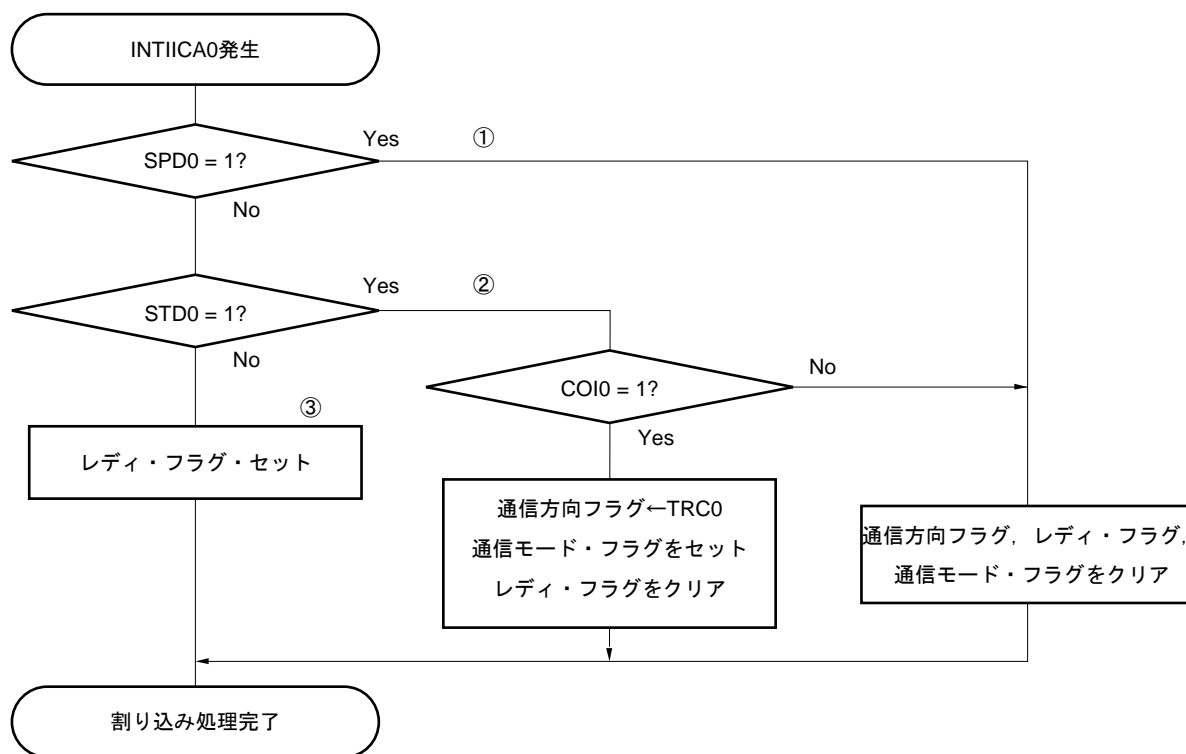 INTIICA0発生
Yes
①
SPD0 = 1?
No
Yes
②
STD0 = 1?
No
COI0 = 1?
No
③
Yes
レディ・フラグ・セット
通信方向フラグ←TRC0
通信モード・フラグをセット
レディ・フラグをクリア
通信方向フラグ，レディ・フラグ，
通信モード・フラグをクリア
割り込み処理完了